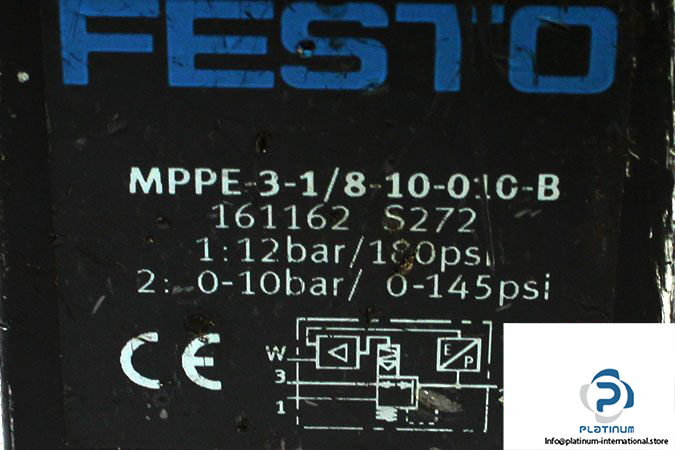 FESTO
MPPE-3-1/8-10-010-B
161162 S272
1:12bar/180psi
2: 0-10bar/ 0-145psi
CE
W
E/P
3
1
PLATINUM
Info@platinum-international.store